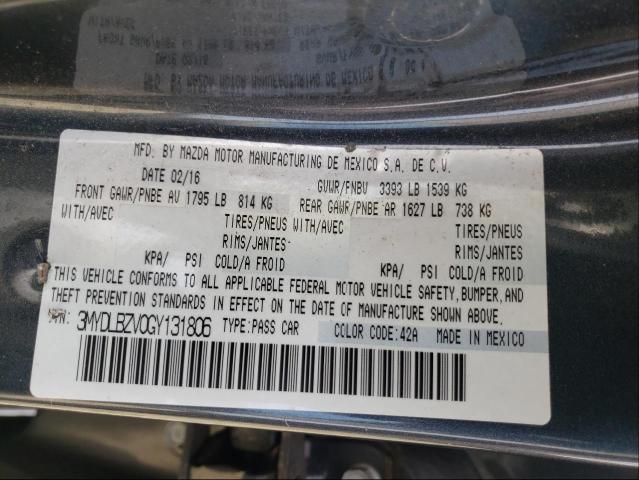 MFD. BY MAZDA MOTOR MANUFACTURING DE MEXICO S.A. DE C.V.
DATE 02/16 GVWR/PNBV 3393 LB 1539 KG
FRONT GAWR/PNBE AV 1795 LB 814 KG REAR GAWR/PNBE AR 1627 LB 738 KG
WITH/AVEC TIRES/PNEUS WITH/AVEC TIRES/PNEUS
RIMS/JANTES RIMS/JANTES
KPA/ PSI COLD/A FROID KPA/ PSI COLD/A FROID
THIS VEHICLE CONFORMS TO ALL APPLICABLE FEDERAL MOTOR VEHICLE SAFETY, BUMPER, AND
THEFT PREVENTION STANDARDS IN EFFECT ON THE DATE OF MANUFACTURE SHOWN ABOVE.
3MYDLBZV0GY131806 TYPE:PASS CAR COLOR CODE:42A MADE IN MEXICO